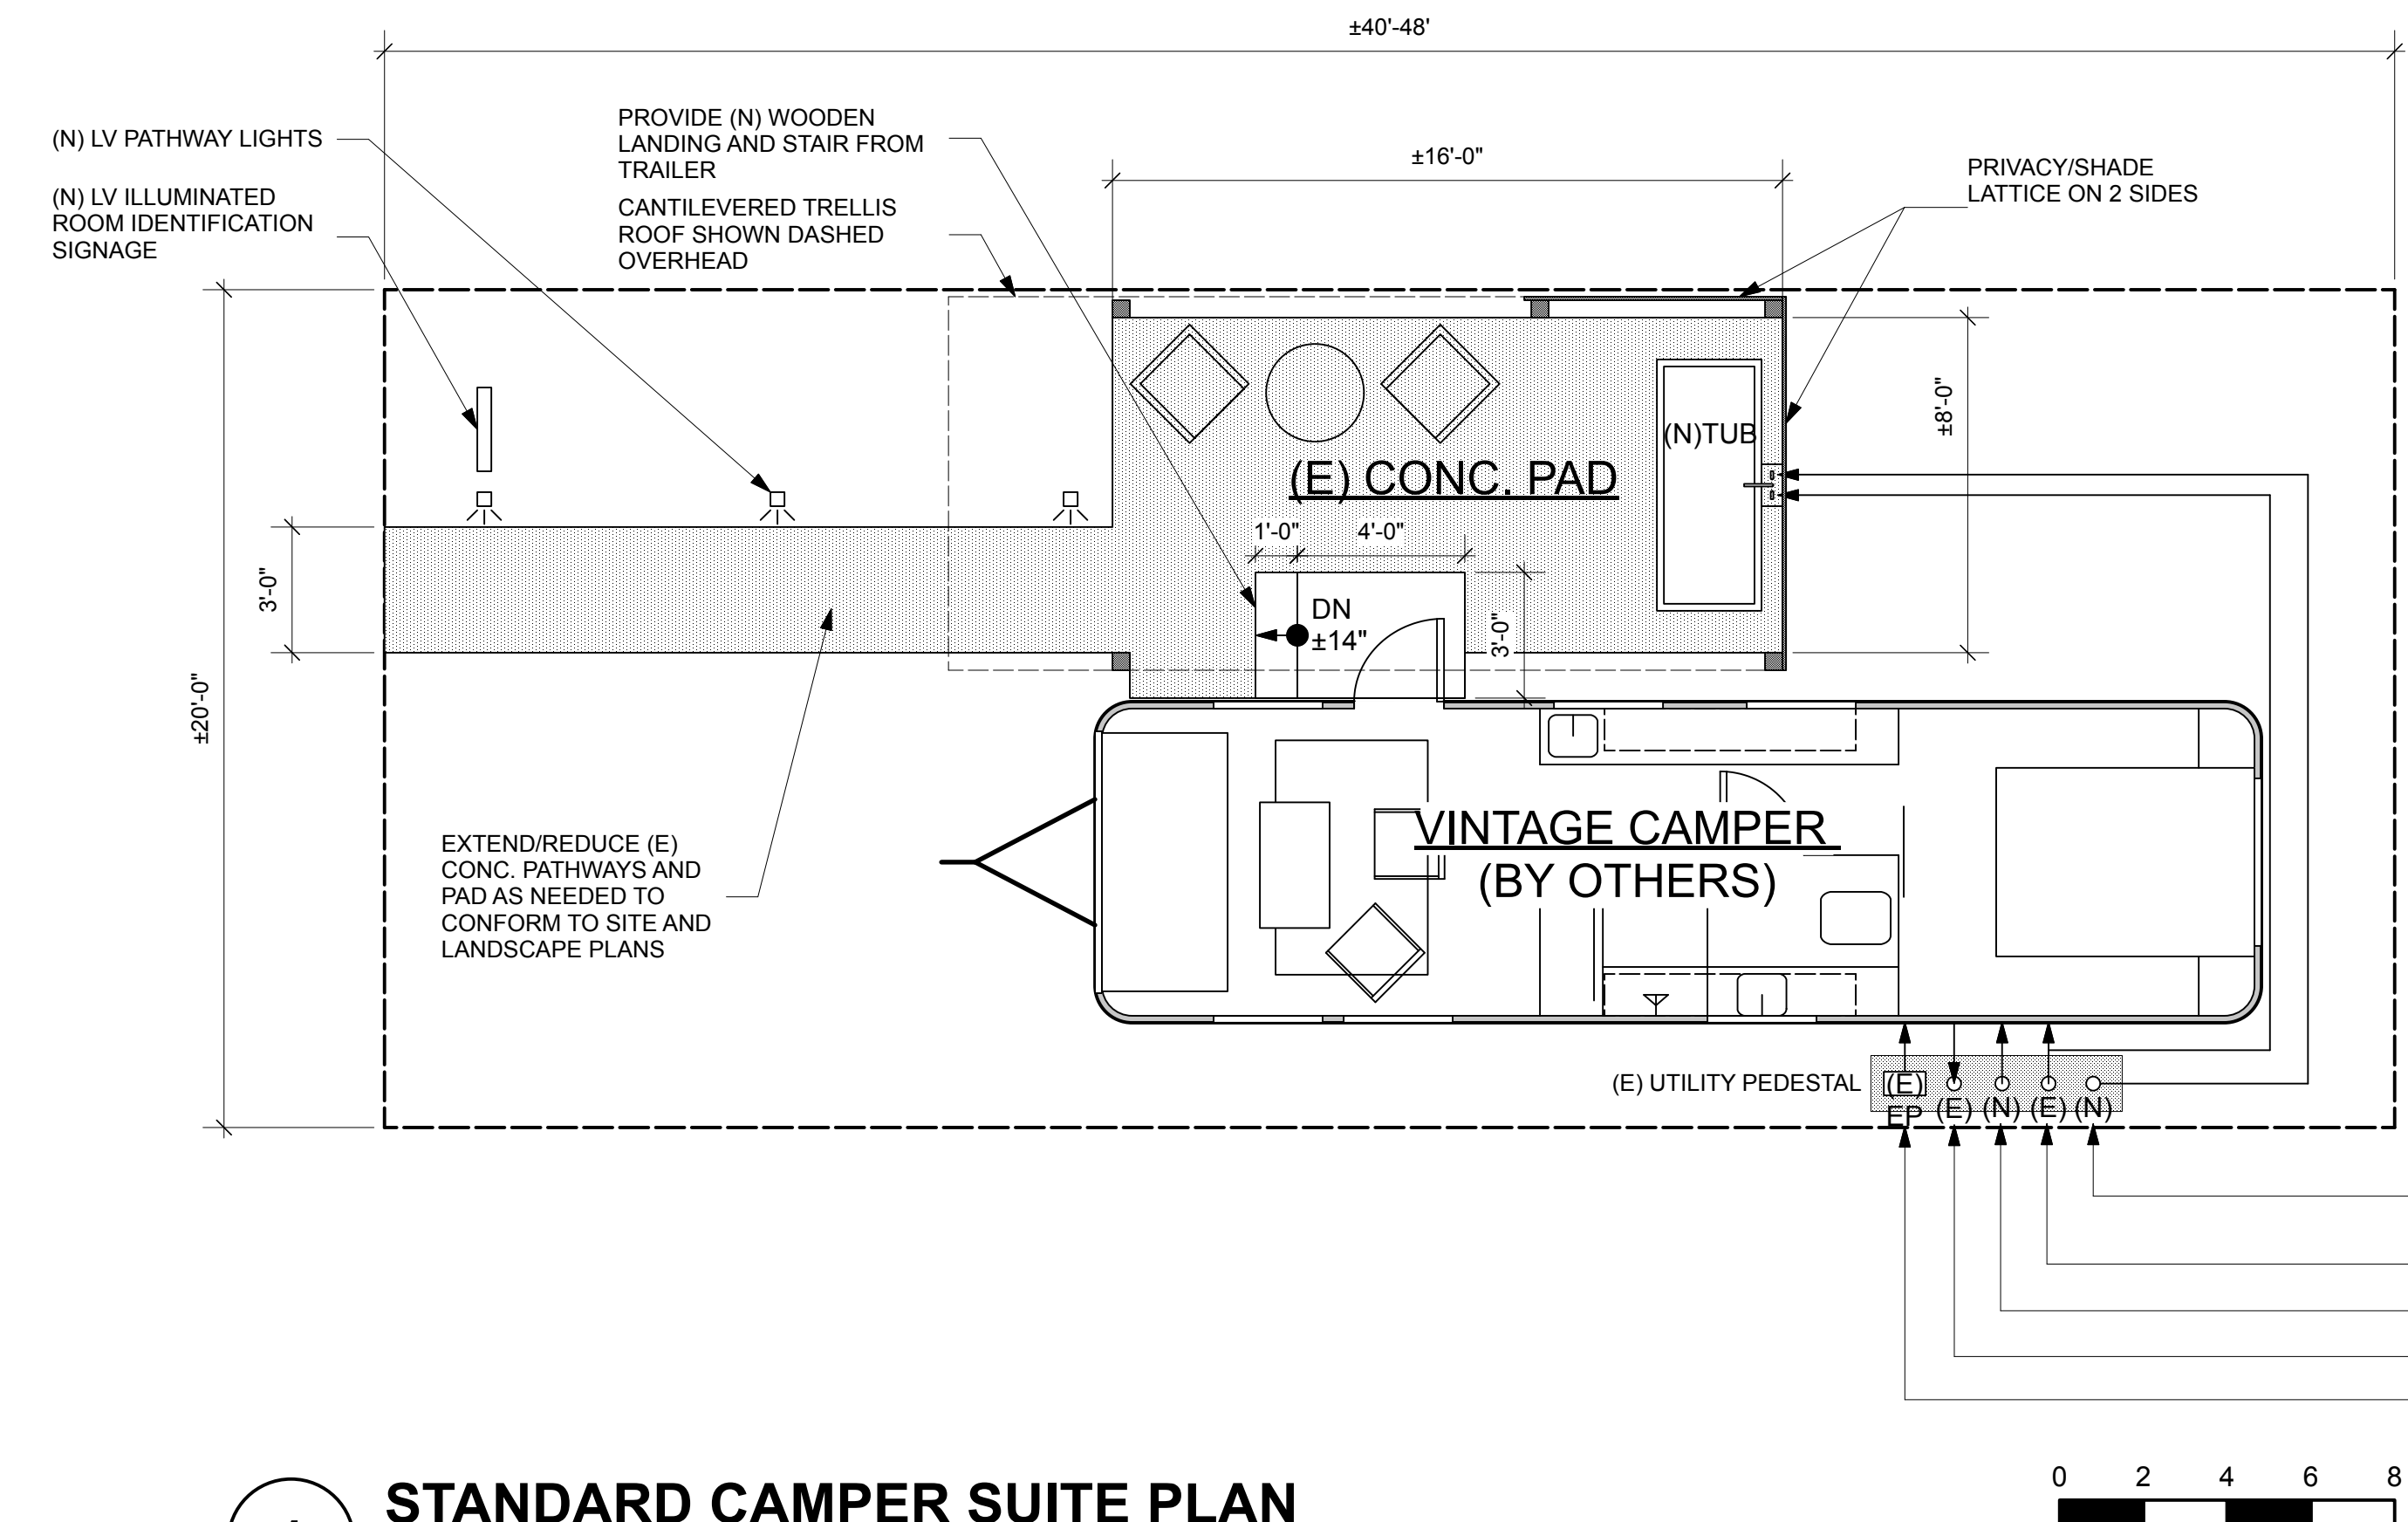 ±40'-48'
(N) LV PATHWAY LIGHTS
(N) LV ILLUMINATED
ROOM IDENTIFICATION
SIGNAGE
PROVIDE (N) WOODEN
LANDING AND STAIR FROM
TRAILER
CANTILEVERED TRELLIS
ROOF SHOWN DASHED
OVERHEAD
±16'-0"
PRIVACY/SHADE
LATTICE ON 2 SIDES
±8'-0"
(N)TUB
(E) CONC. PAD
1'-0"
4'-0"
3'-0"
DN
±14"
3'-0"
±20'-0"
EXTEND/REDUCE (E)
CONC. PATHWAYS AND
PAD AS NEEDED TO
CONFORM TO SITE AND
LANDSCAPE PLANS
VINTAGE CAMPER
(BY OTHERS)
(E) UTILITY PEDESTAL
(E)
EP (E) (N) (E) (N)
STANDARD CAMPER SUITE PLAN
0 2 4 6 8